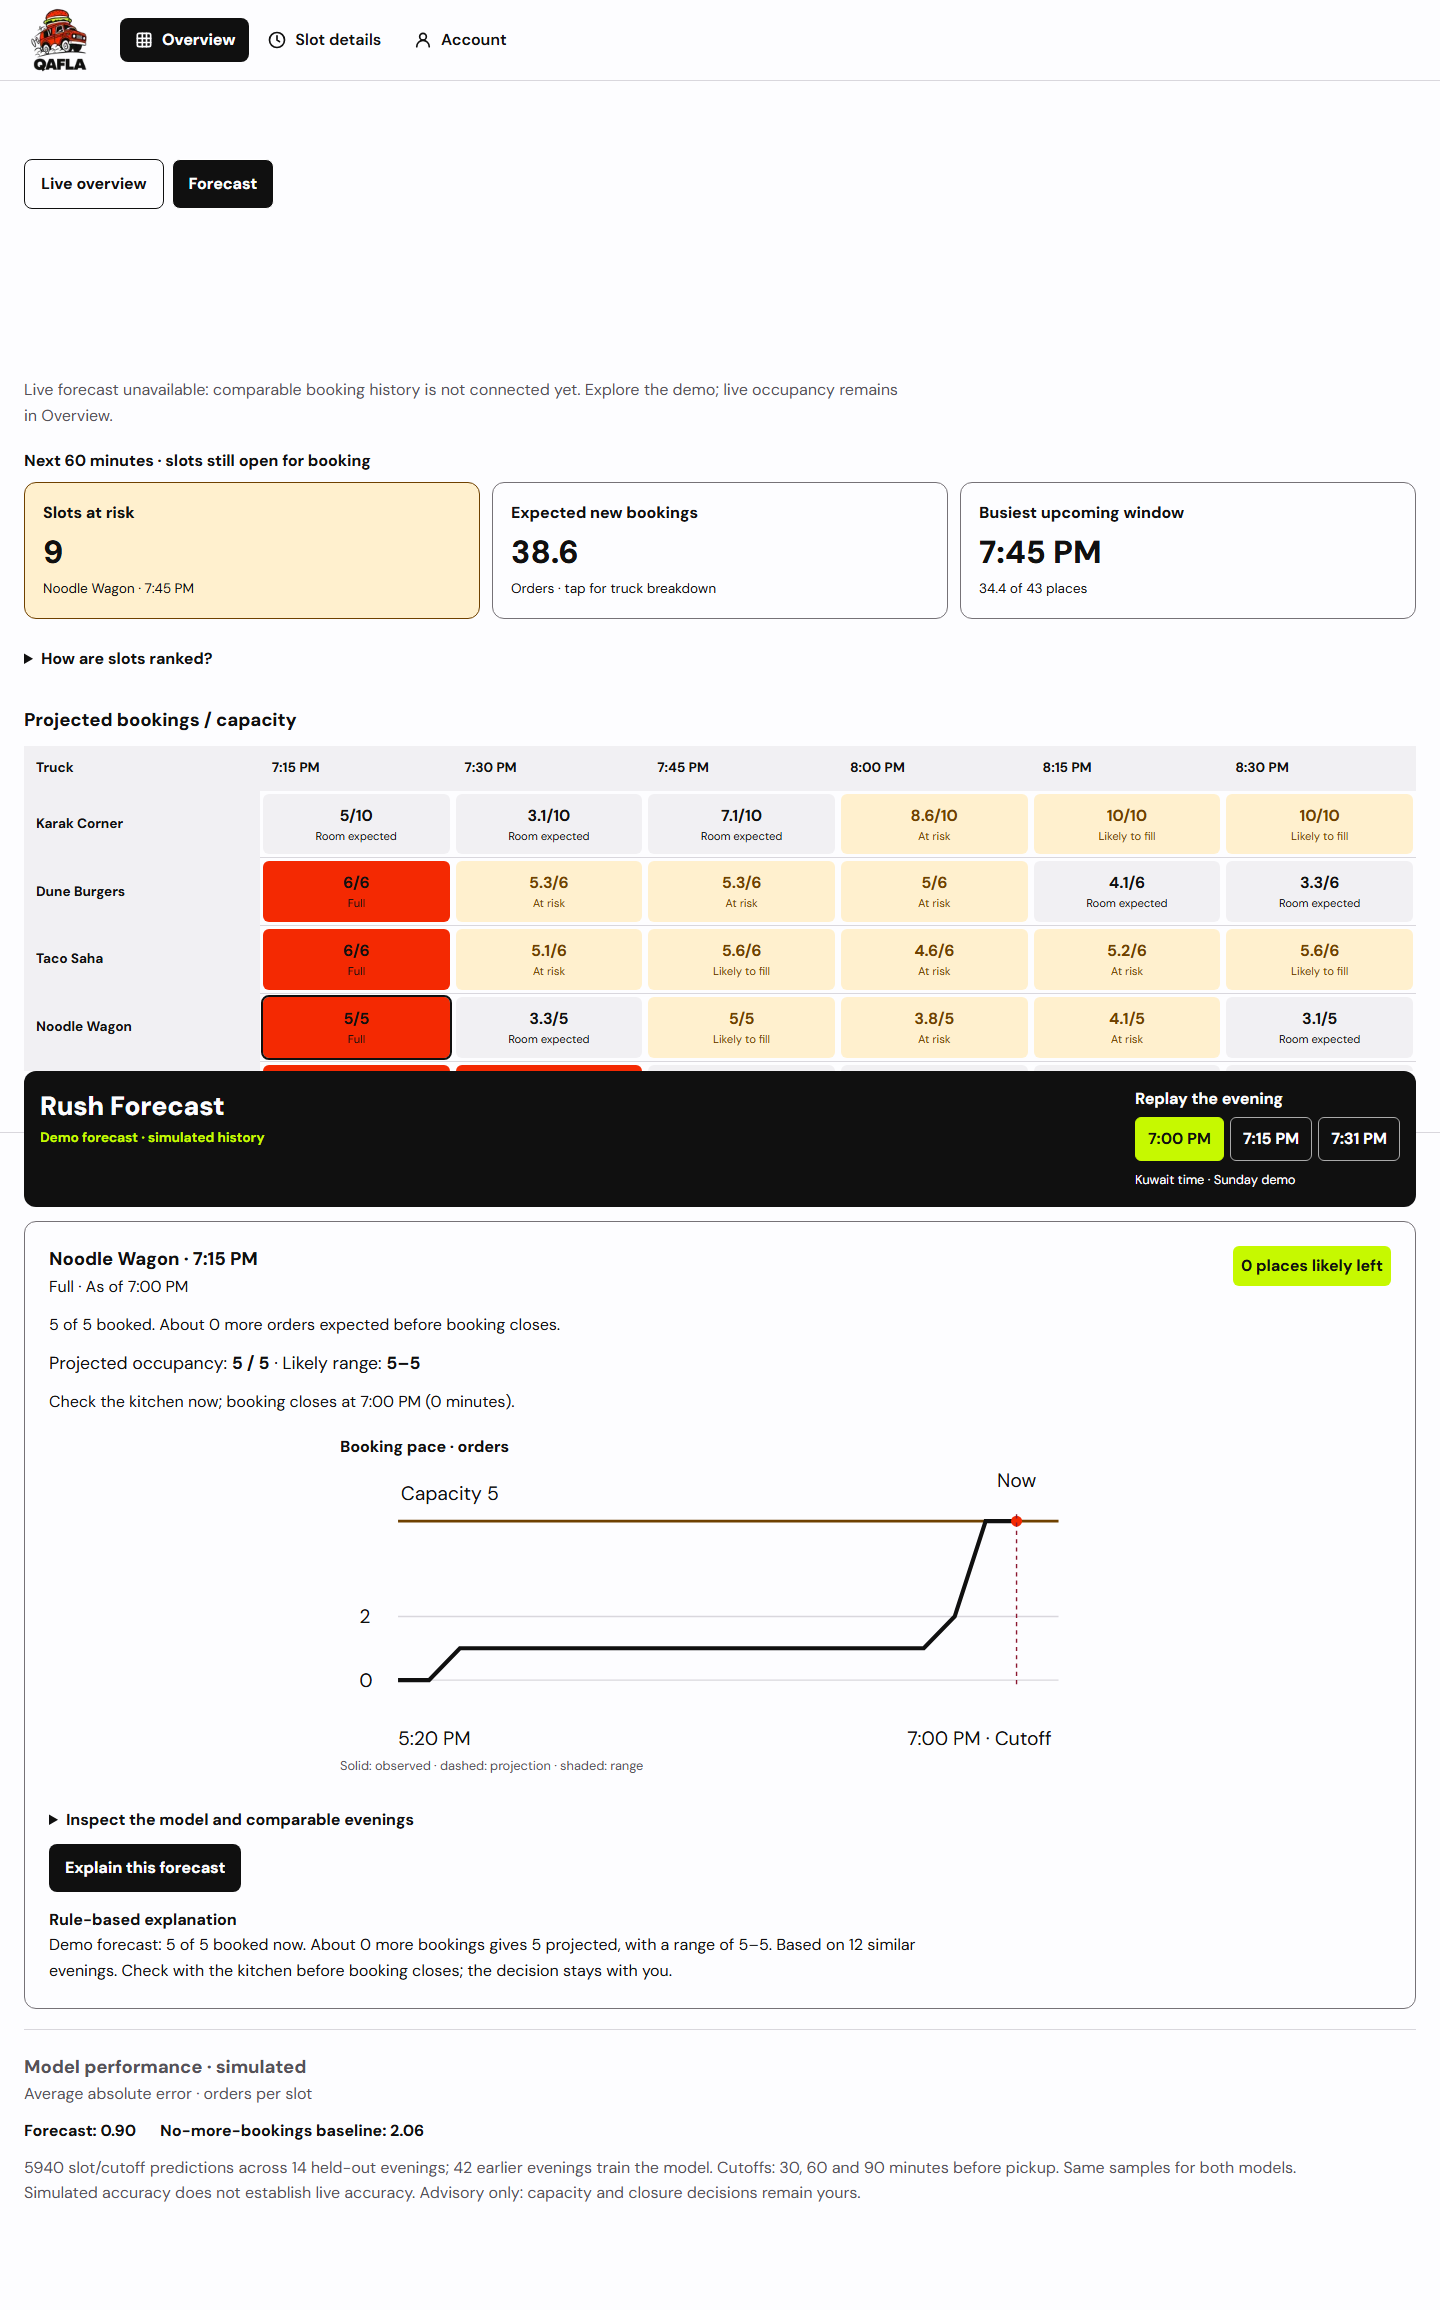 QAFLA
Overview
Slot details
Account
Live overview
Forecast
Live forecast unavailable: comparable booking history is not connected yet. Explore the demo; live occupancy remains
in Overview.
Next 60 minutes · slots still open for booking
Slots at risk
9
Noodle Wagon · 7:45 PM
Expected new bookings
38.6
Orders · tap for truck breakdown
Busiest upcoming window
7:45 PM
34.4 of 43 places
How are slots ranked?
Projected bookings / capacity
Truck 7:15 PM 7:30 PM 7:45 PM 8:00 PM 8:15 PM 8:30 PM
Karak Corner
5/10 3.1/10 7.1/10 8.6/10 10/10 10/10
Room expected Room expected Room expected At risk Likely to fill Likely to fill
Dune Burgers
6/6 5.3/6 5.3/6 5/6 4.1/6 3.3/6
Full At risk At risk At risk Room expected Room expected
Taco Saha
6/6 5.1/6 5.6/6 4.6/6 5.2/6 5.6/6
Full At risk Likely to fill At risk At risk Likely to fill
Noodle Wagon
5/5 3.3/5 5/5 3.8/5 4.1/5 3.1/5
Full Room expected Likely to fill At risk At risk Room expected
Rush Forecast
Demo forecast · simulated history
Replay the evening
7:00 PM 7:15 PM 7:31 PM
Kuwait time · Sunday demo
Noodle Wagon · 7:15 PM
Full · As of 7:00 PM
0 places likely left
5 of 5 booked. About 0 more orders expected before booking closes.
Projected occupancy: 5 / 5 · Likely range: 5–5
Check the kitchen now; booking closes at 7:00 PM (0 minutes).
Booking pace · orders
Now
Capacity 5
2
0
5:20 PM
7:00 PM · Cutoff
Solid: observed · dashed: projection · shaded: range
Inspect the model and comparable evenings
Explain this forecast
Rule-based explanation
Demo forecast: 5 of 5 booked now. About 0 more bookings gives 5 projected, with a range of 5–5. Based on 12 similar
evenings. Check with the kitchen before booking closes; the decision stays with you.
Model performance · simulated
Average absolute error · orders per slot
Forecast: 0.90 No-more-bookings baseline: 2.06
5940 slot/cutoff predictions across 14 held-out evenings; 42 earlier evenings train the model. Cutoffs: 30, 60 and 90 minutes before pickup. Same samples for both models.
Simulated accuracy does not establish live accuracy. Advisory only: capacity and closure decisions remain yours.